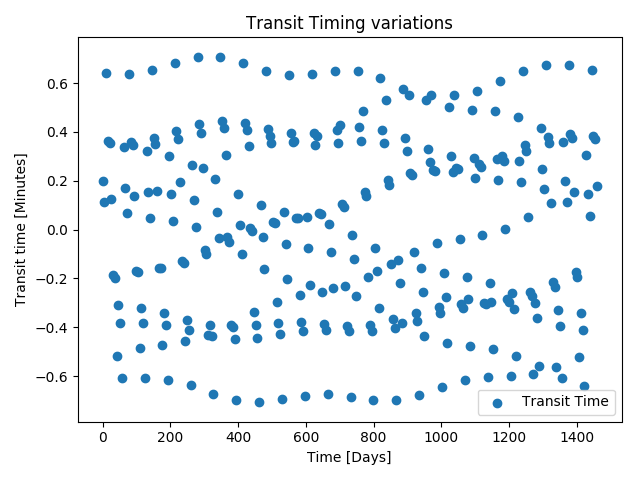 Transit Timing variations
Transit time [Minutes]
0.6
0.4
0.2
0.0
−0.2
−0.4
−0.6
Transit Time
0 200 400 600 800 1000 1200 1400
Time [Days]